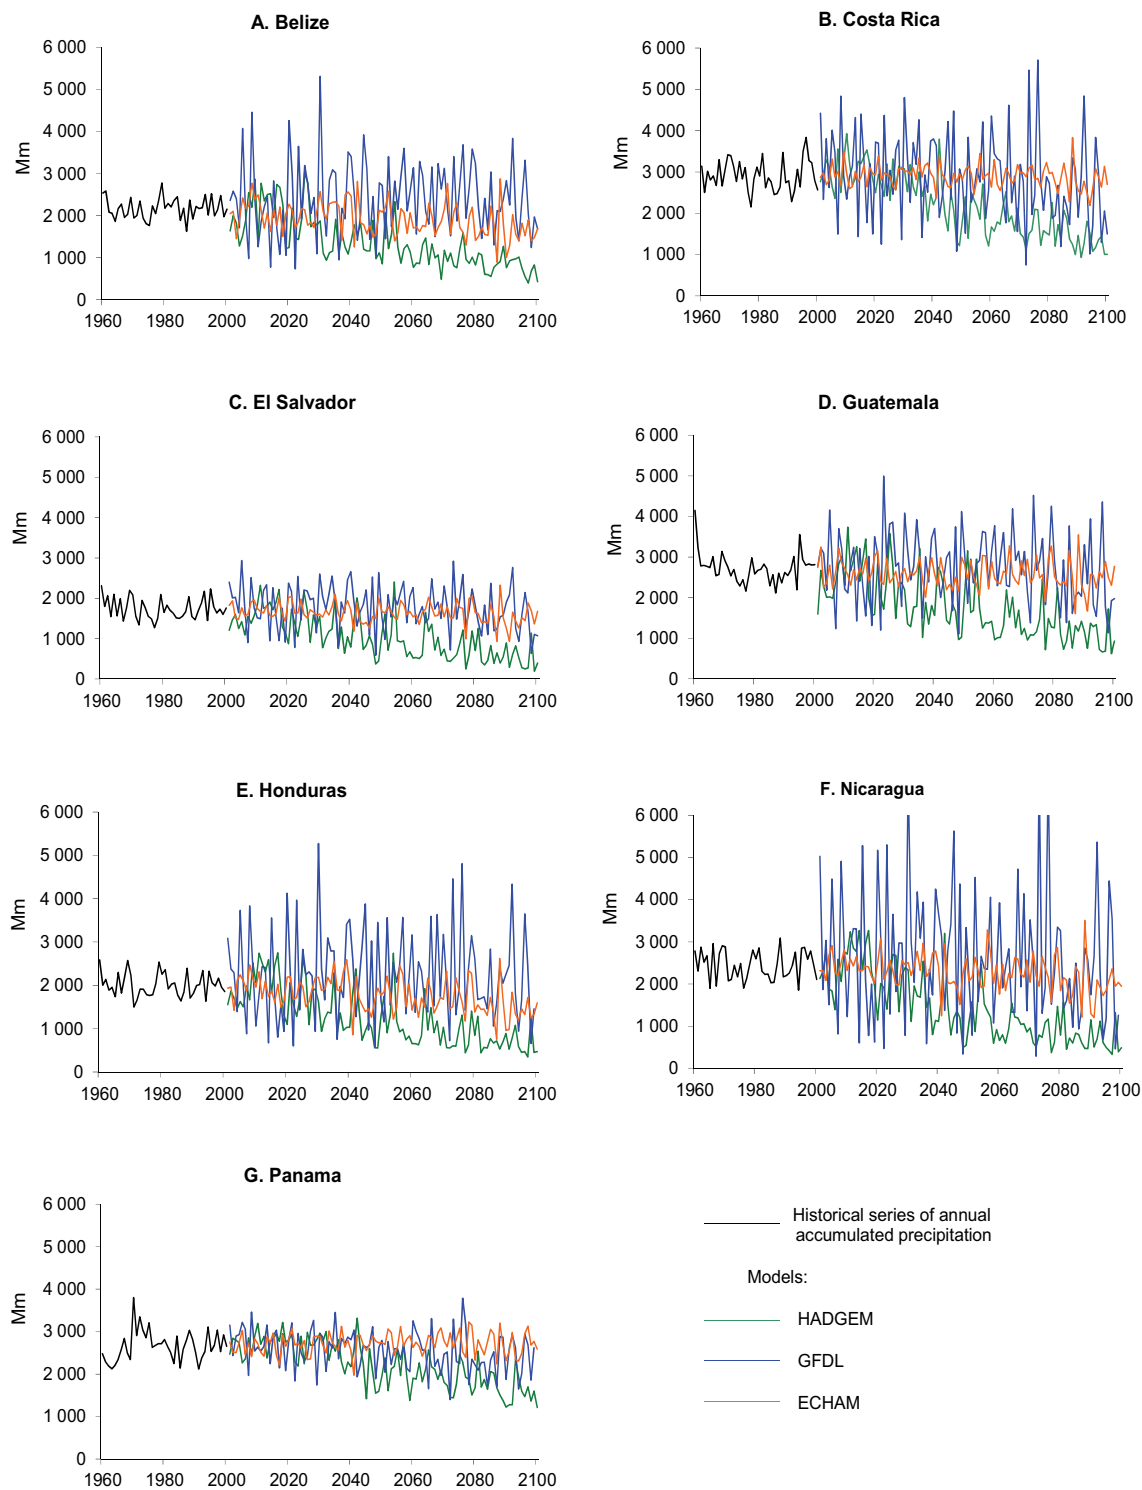 A. Belize
6 000
5 000
4 000
3 000
2 000
1 000
0
Mm
1960 1980 2000 2020 2040 2060 2080 2100
B. Costa Rica
6 000
5 000
4 000
3 000
2 000
1 000
0
Mm
1960 1980 2000 2020 2040 2060 2080 2100
C. El Salvador
6 000
5 000
4 000
3 000
2 000
1 000
0
Mm
1960 1980 2000 2020 2040 2060 2080 2100
D. Guatemala
6 000
5 000
4 000
3 000
2 000
1 000
0
Mm
1960 1980 2000 2020 2040 2060 2080 2100
E. Honduras
6 000
5 000
4 000
3 000
2 000
1 000
0
Mm
1960 1980 2000 2020 2040 2060 2080 2100
F. Nicaragua
6 000
5 000
4 000
3 000
2 000
1 000
0
Mm
1960 1980 2000 2020 2040 2060 2080 2100
G. Panama
6 000
5 000
4 000
3 000
2 000
1 000
0
Mm
1960 1980 2000 2020 2040 2060 2080 2100
Historical series of annual
accumulated precipitation
Models:
HADGEM
GFDL
ECHAM